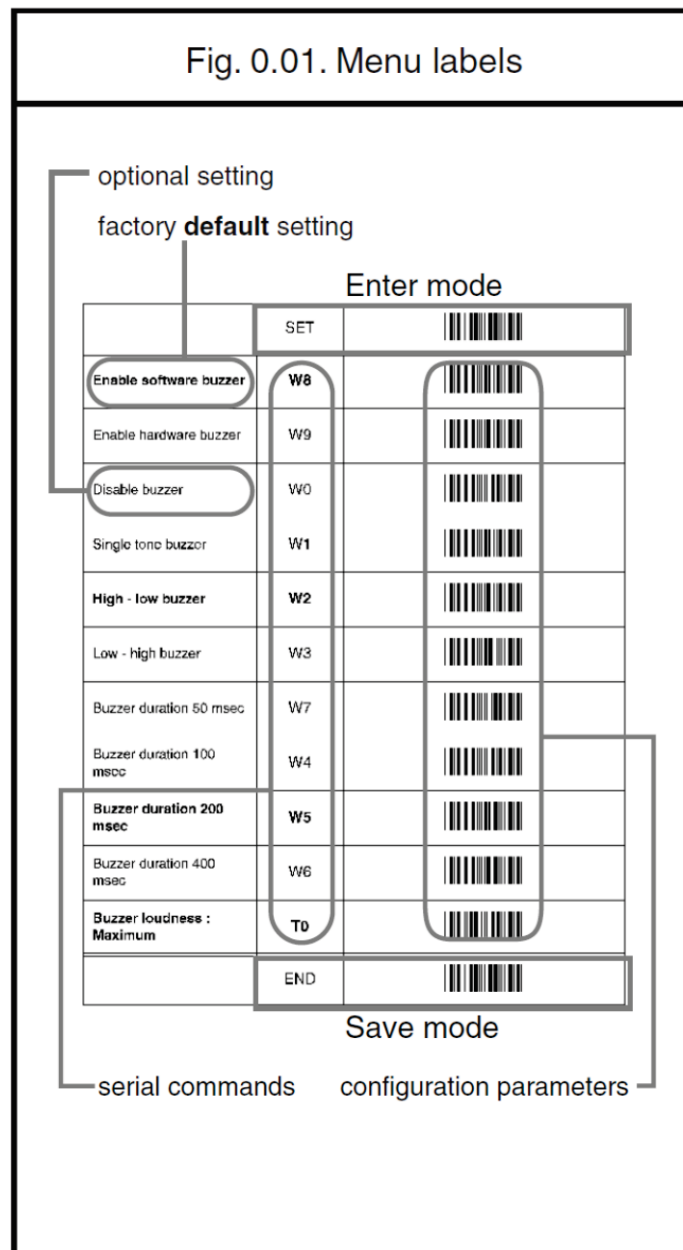 Fig. 0.01. Menu labels
optional setting
factory default setting
Enter mode
SET
Enable software buzzer W8
Enable hardware buzzer W9
Disable buzzer W0
Single tone buzzer W1
High - low buzzer W2
Low - high buzzer W3
Buzzer duration 50 msec W7
Buzzer duration 100
msec W4
Buzzer duration 200
msec W5
Buzzer duration 400
msec W6
Buzzer loudness :
Maximum T0
END
Save mode
serial commands configuration parameters